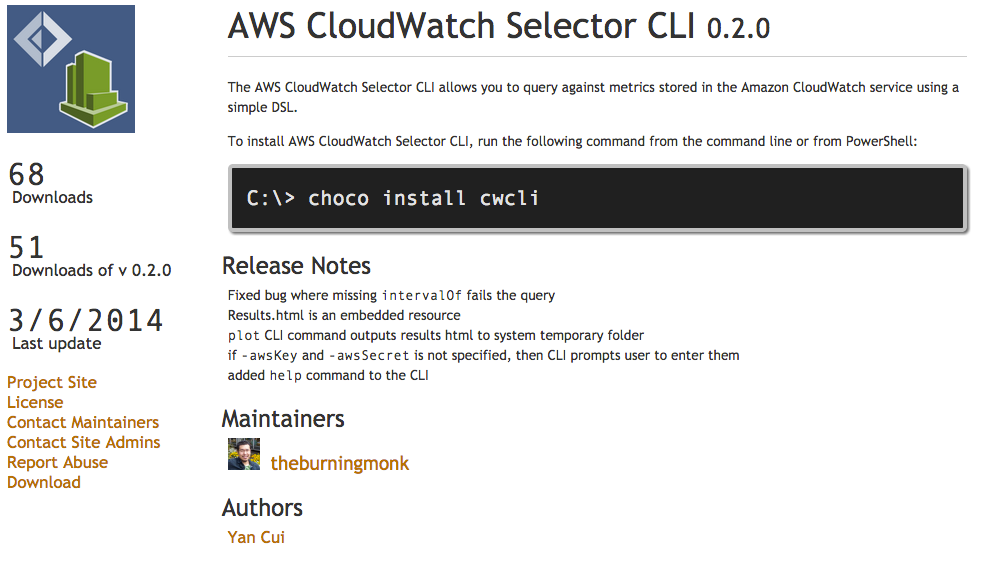 AWS CloudWatch Selector CLI 0.2.0
The AWS CloudWatch Selector CLI allows you to query against metrics stored in the Amazon CloudWatch service using a
simple DSL.
To install AWS CloudWatch Selector CLI, run the following command from the command line or from PowerShell:
C:\> choco install cwcli
68
Downloads
51
Downloads of v 0.2.0
3/6/2014
Last update
Project Site
License
Contact Maintainers
Contact Site Admins
Report Abuse
Download
Release Notes
Fixed bug where missing intervalOf fails the query
Results.html is an embedded resource
plot CLI command outputs results html to system temporary folder
if -awsKey and -awsSecret is not specified, then CLI prompts user to enter them
added help command to the CLI
Maintainers
theburningmonk
Authors
Yan Cui